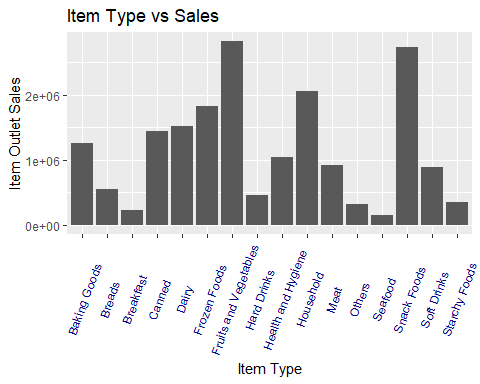 Item Type vs Sales
Item Outlet Sales
2e+06
1e+06
0e+00
Baking Goods
Breads
Breakfast
Canned
Dairy
Frozen Foods
Fruits and Vegetables
Hard Drinks
Health and Hygiene
Household
Meat
Others
Seafood
Snack Foods
Soft Drinks
Starchy Foods
Item Type